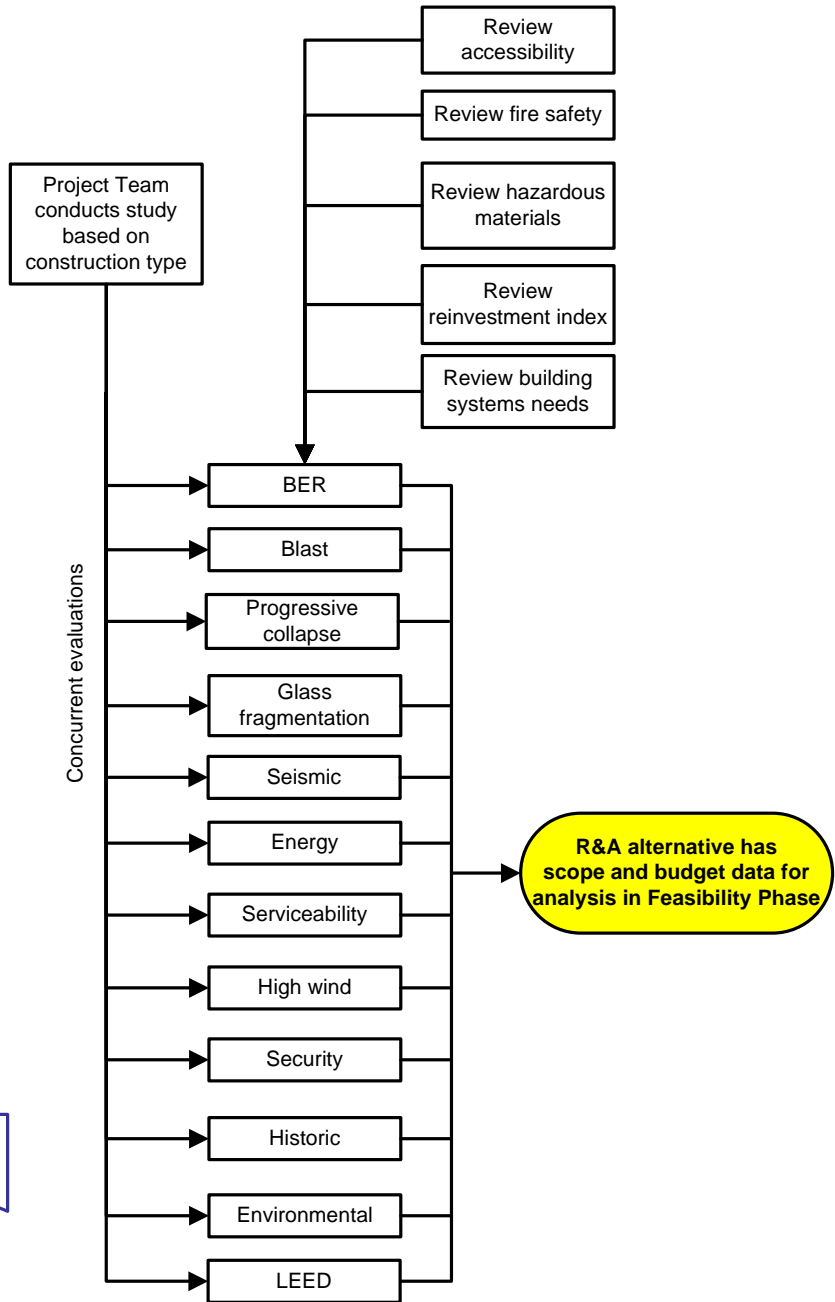 Review
accessibility
Review fire safety
Project Team
conducts study
based on
construction type
Review hazardous
materials
Review
reinvestment index
Review building
systems needs
Concurrent evaluations
BER
Blast
Progressive
collapse
Glass
fragmentation
Seismic
Energy
Serviceability
High wind
Security
Historic
Environmental
LEED
R&A alternative has
scope and budget data for
analysis in Feasibility Phase